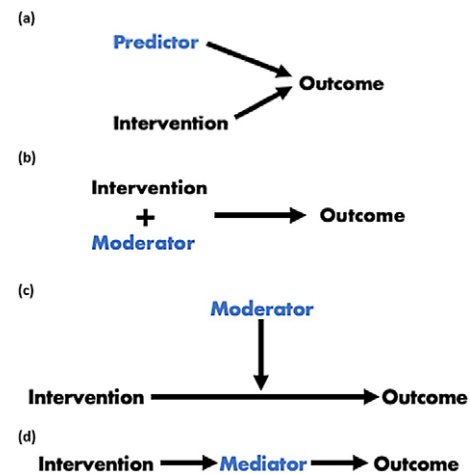 (a)
Predictor
Outcome
Intervention
(b)
Intervention
+
Outcome
Moderator
(c)
Moderator
Intervention
Outcome
(d)
Intervention
Mediator
Outcome